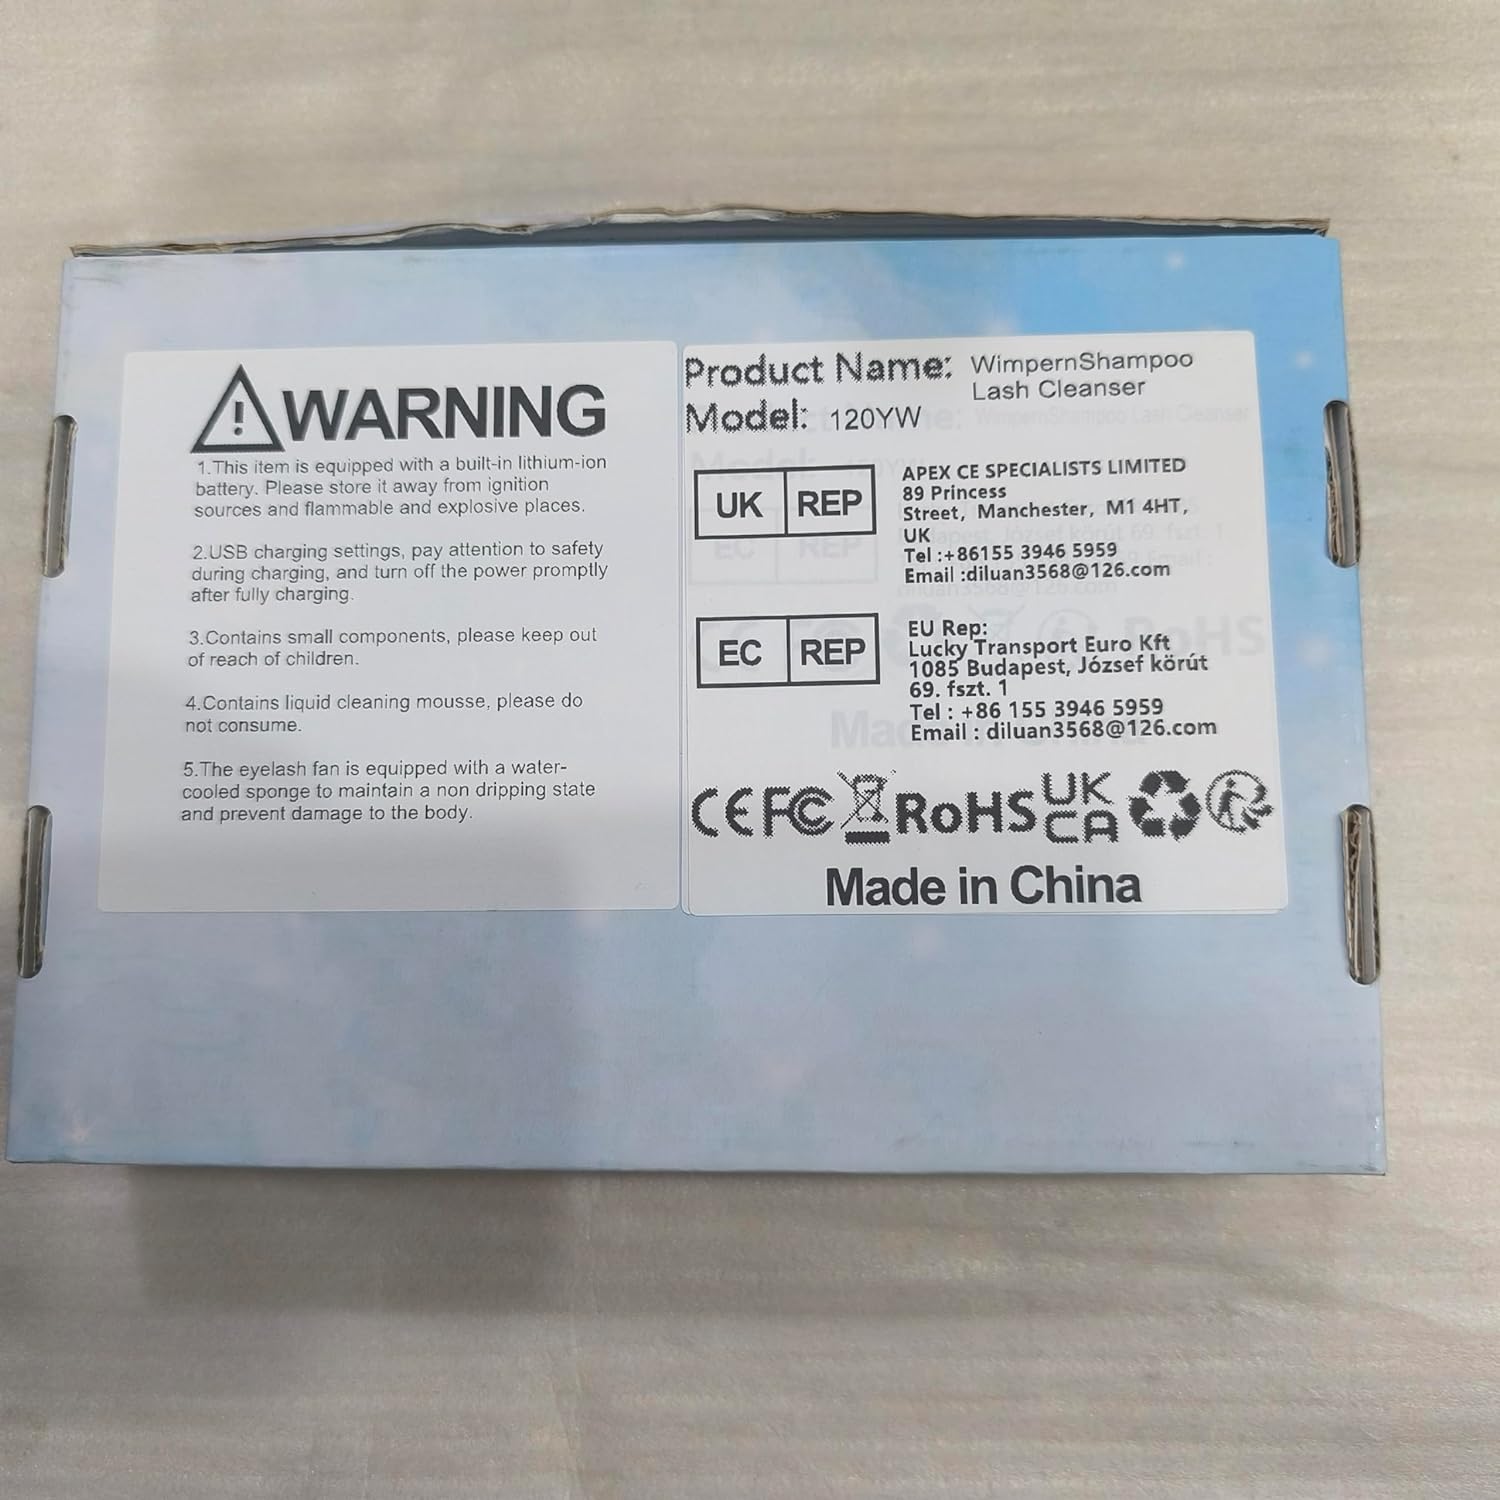 WARNING
1.This item is equipped with a built-in lithium-ion
battery. Please store it away from ignition
sources and flammable and explosive places.
2.USB charging settings, pay attention to safety
during charging, and turn off the power promptly
after fully charging.
3.Contains small components, please keep out
of reach of children.
4.Contains liquid cleaning mousse, please do
not consume.
5.The eyelash fan is equipped with a water-
cooled sponge to maintain a non dripping state
and prevent damage to the body.
Product Name: WimpernShampoo
Lash Cleanser
Model: 120YW
UK REP
APEX CE SPECIALISTS LIMITED
89 Princess
Street, Manchester, M1 4HT,
UK
Tel :+86155 3946 5959
Email :diluan3568@126.com
EC REP
EU Rep:
Lucky Transport Euro Kft
1085 Budapest, József körút
69. fszt. 1
Tel : +86 155 3946 5959
Email : diluan3568@126.com
CE FC RoHS UK
CA
Made in China